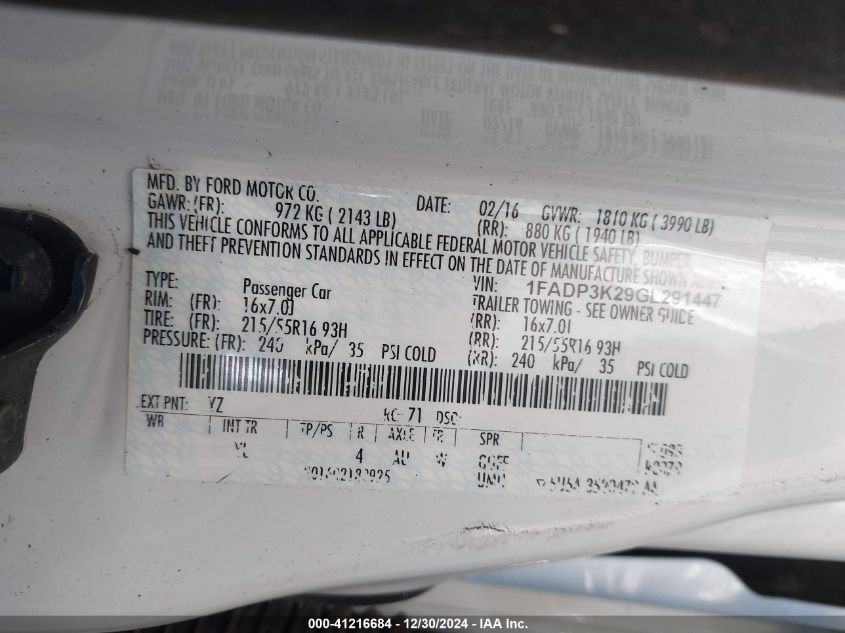 MFD. BY FORD MOTOR CO. DATE: 02/16 GVWR: 1810 KG ( 3990 LB)
GAWR: (FR): 972 KG ( 2143 LB) (RR): 880 KG ( 1940 LB)
THIS VEHICLE CONFORMS TO ALL APPLICABLE FEDERAL MOTOR VEHICLE SAFETY, BUMPER
AND THEFT PREVENTION STANDARDS IN EFFECT ON THE DATE OF MANUFACTURE SHOWN
VIN: 1FADP3K29GL291447
TYPE: Passenger Car TRAILER TOWING - SEE OWNER GUIDE
RIM: (FR): 16x7.0J (RR): 16x7.0J
TIRE: (FR): 215/55R16 93H (RR): 215/55R16 93H
PRESSURE: (FR): 240 kPa/ 35 PSI COLD (RR): 240 kPa/ 35 PSI COLD
EXT PNT: YZ RC: 71 DSO:
WB INT TR TP/PS R AXLE TR SPR
4 AU W
000-41216684 - 12/30/2024 - IAA Inc.